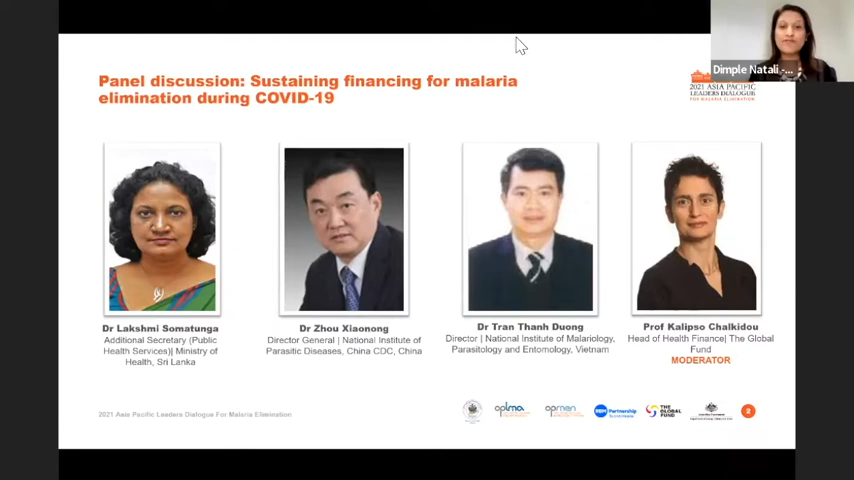 Dimple Natali -...
Panel discussion: Sustaining financing for malaria
elimination during COVID-19
2021 ASIA PACIFIC
LEADERS DIALOGUE
FOR MALARIA ELIMINATION
Dr Lakshmi Somatunga
Additional Secretary (Public
Health Services)| Ministry of
Health, Sri Lanka
Dr Zhou Xiaonong
Director General | National Institute of
Parasitic Diseases, China CDC, China
Dr Tran Thanh Duong
Director | National Institute of Malariology,
Parasitology and Entomology, Vietnam
Prof Kalipso Chalkidou
Head of Health Finance| The Global
Fund
MODERATOR
2021 Asia Pacific Leaders Dialogue For Malaria Elimination
aplma
apmen
RBM Partnership
THE
GLOBAL
FUND
2